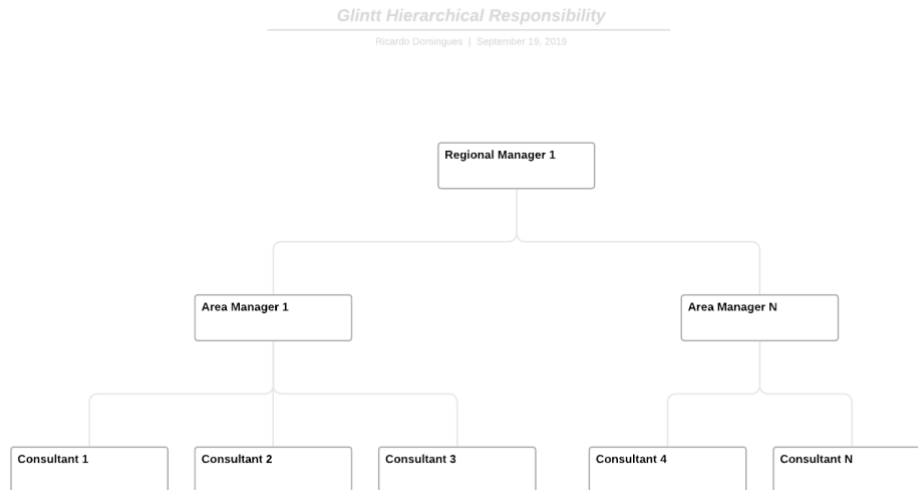 Glintt Hierarchical Responsibility
Ricardo Domingues | September 19, 2019
Regional Manager 1
Area Manager 1
Area Manager N
Consultant 1
Consultant 2
Consultant 3
Consultant 4
Consultant N